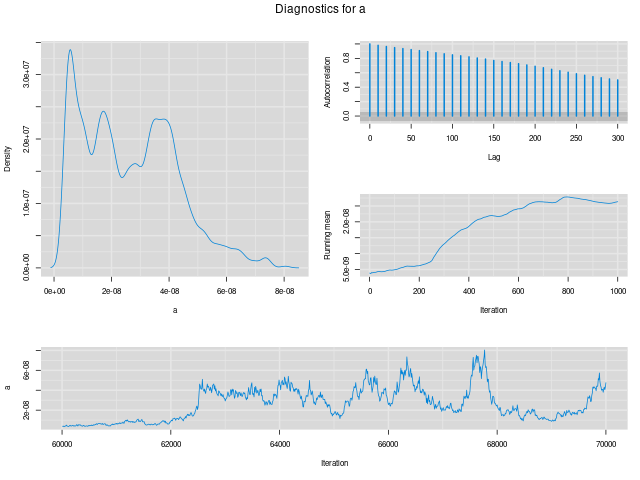 Diagnostics for a
Density
0.0e+00 1.0e+07 2.0e+07 3.0e+07
0e+00 2e-08 4e-08 6e-08 8e-08
a
Autocorrelation
0.0 0.4 0.8
0 50 100 150 200 250 300
Lag
Running mean
5.0e-09 2.0e-08
0 200 400 600 800 1000
Iteration
a
2e-08 6e-08
60000 62000 64000 66000 68000 70000
Iteration